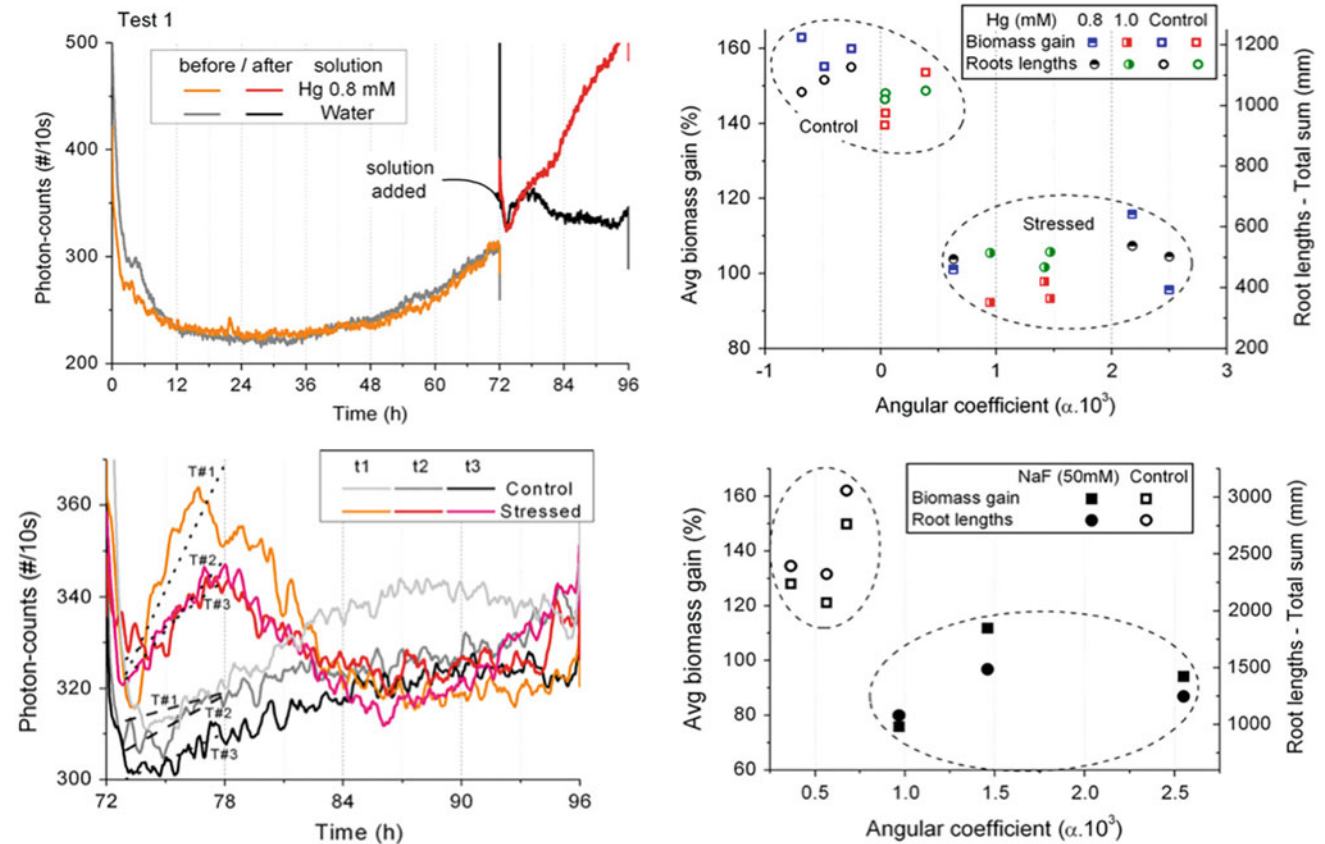 Test 1
before / after solution
Hg 0.8 mM
Water
solution
added
Photon-counts (#/10s)
500
400
300
200
0 12 24 36 48 60 72 84 96
Time (h)
Hg (mM) 0.8 1.0 Control
Biomass gain
Roots lengths
Control
Stressed
Avg biomass gain (%)
160
140
120
100
80
Root lengths - Total sum (mm)
1200
1000
800
600
400
200
-1 0 1 2 3
Angular coefficient (α.10³)
t1 t2 t3
Control
Stressed
T#1
T#2
T#3
T#1
T#2
T#3
Photon-counts (#/10s)
360
340
320
300
72 78 84 90 96
Time (h)
NaF (50mM) Control
Biomass gain
Root lengths
Avg biomass gain (%)
160
140
120
100
80
60
Root lengths - Total sum (mm)
3000
2500
2000
1500
1000
0.5 1.0 1.5 2.0 2.5
Angular coefficient (α.10³)